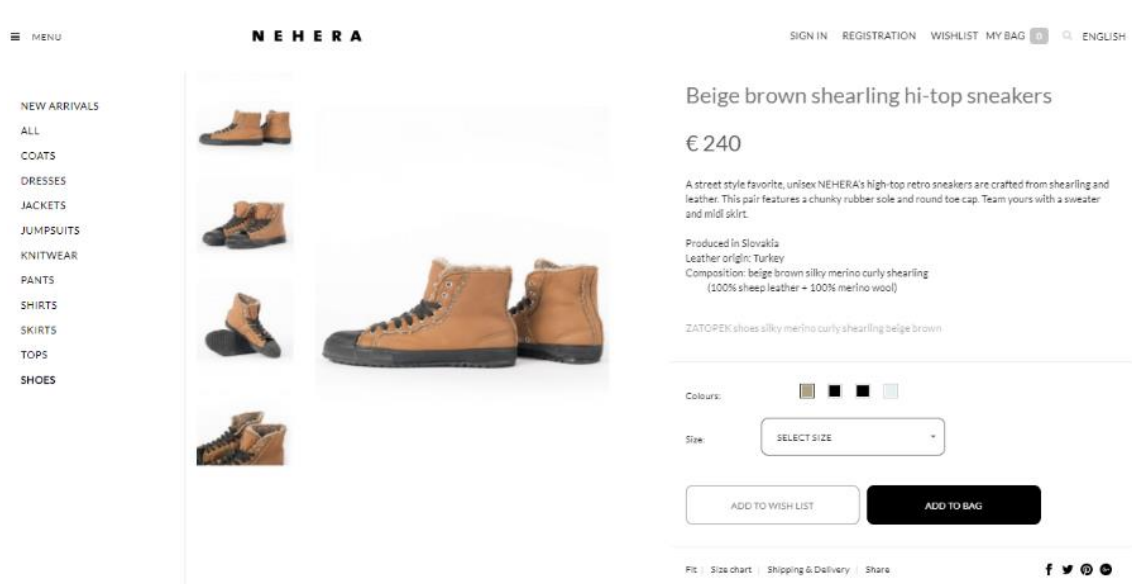 MENU
NEHERA
SIGN IN REGISTRATION WISHLIST MY BAG 0 ENGLISH
NEW ARRIVALS
ALL
COATS
DRESSES
JACKETS
JUMPSUITS
KNITWEAR
PANTS
SHIRTS
SKIRTS
TOPS
SHOES
Beige brown shearling hi-top sneakers
€ 240
A street style favorite, unisex NEHERA's high-top retro sneakers are crafted from shearling and
leather. This pair features a chunky rubber sole and round toe cap. Team yours with a sweater
and midi skirt.
Produced in Slovakia
Leather origin: Turkey
Composition: beige brown silky merino curly shearling
(100% sheep leather + 100% merino wool)
ZATOPEK shoes silky merino curly shearling beige brown
Colours:
Size: SELECT SIZE
ADD TO WISH LIST ADD TO BAG
Fit | Size chart | Shipping & Delivery | Share